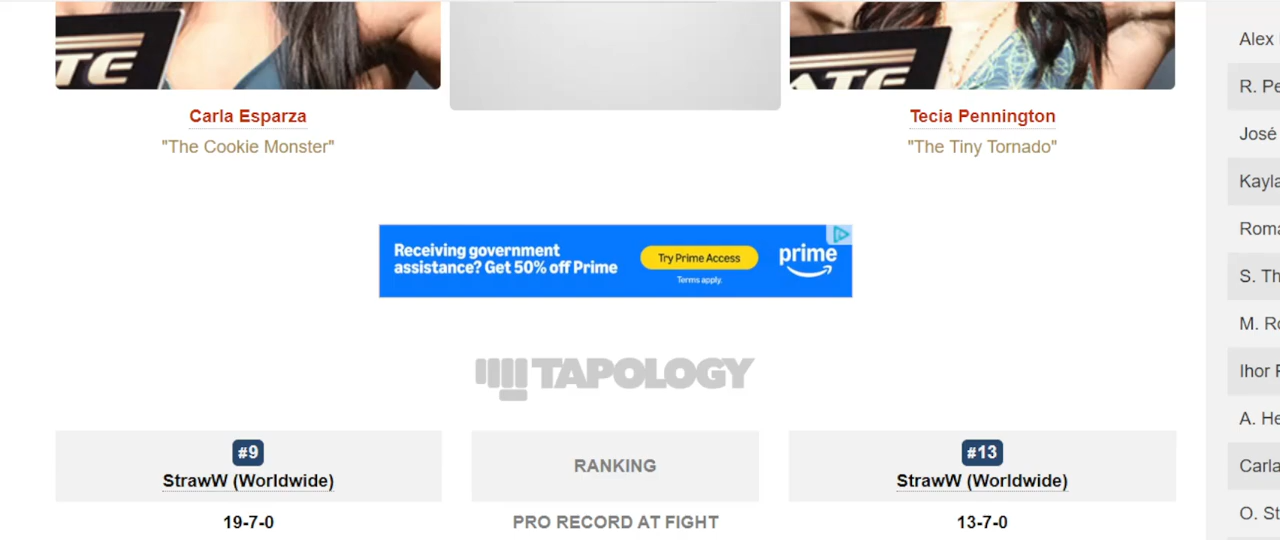 TE
ATE
Carla Esparza
Tecia Pennington
"The Cookie Monster"
"The Tiny Tornado"
Receiving government
assistance? Get 50% off Prime
Try Prime Access
Terms apply.
prime
TAPOLOGY
#9
StrawW (Worldwide)
RANKING
#13
StrawW (Worldwide)
19-7-0
PRO RECORD AT FIGHT
13-7-0
Alex
R. Pe
José
Kayla
Roma
S. Th
M. Ro
Ihor
A. He
Carla
O. St